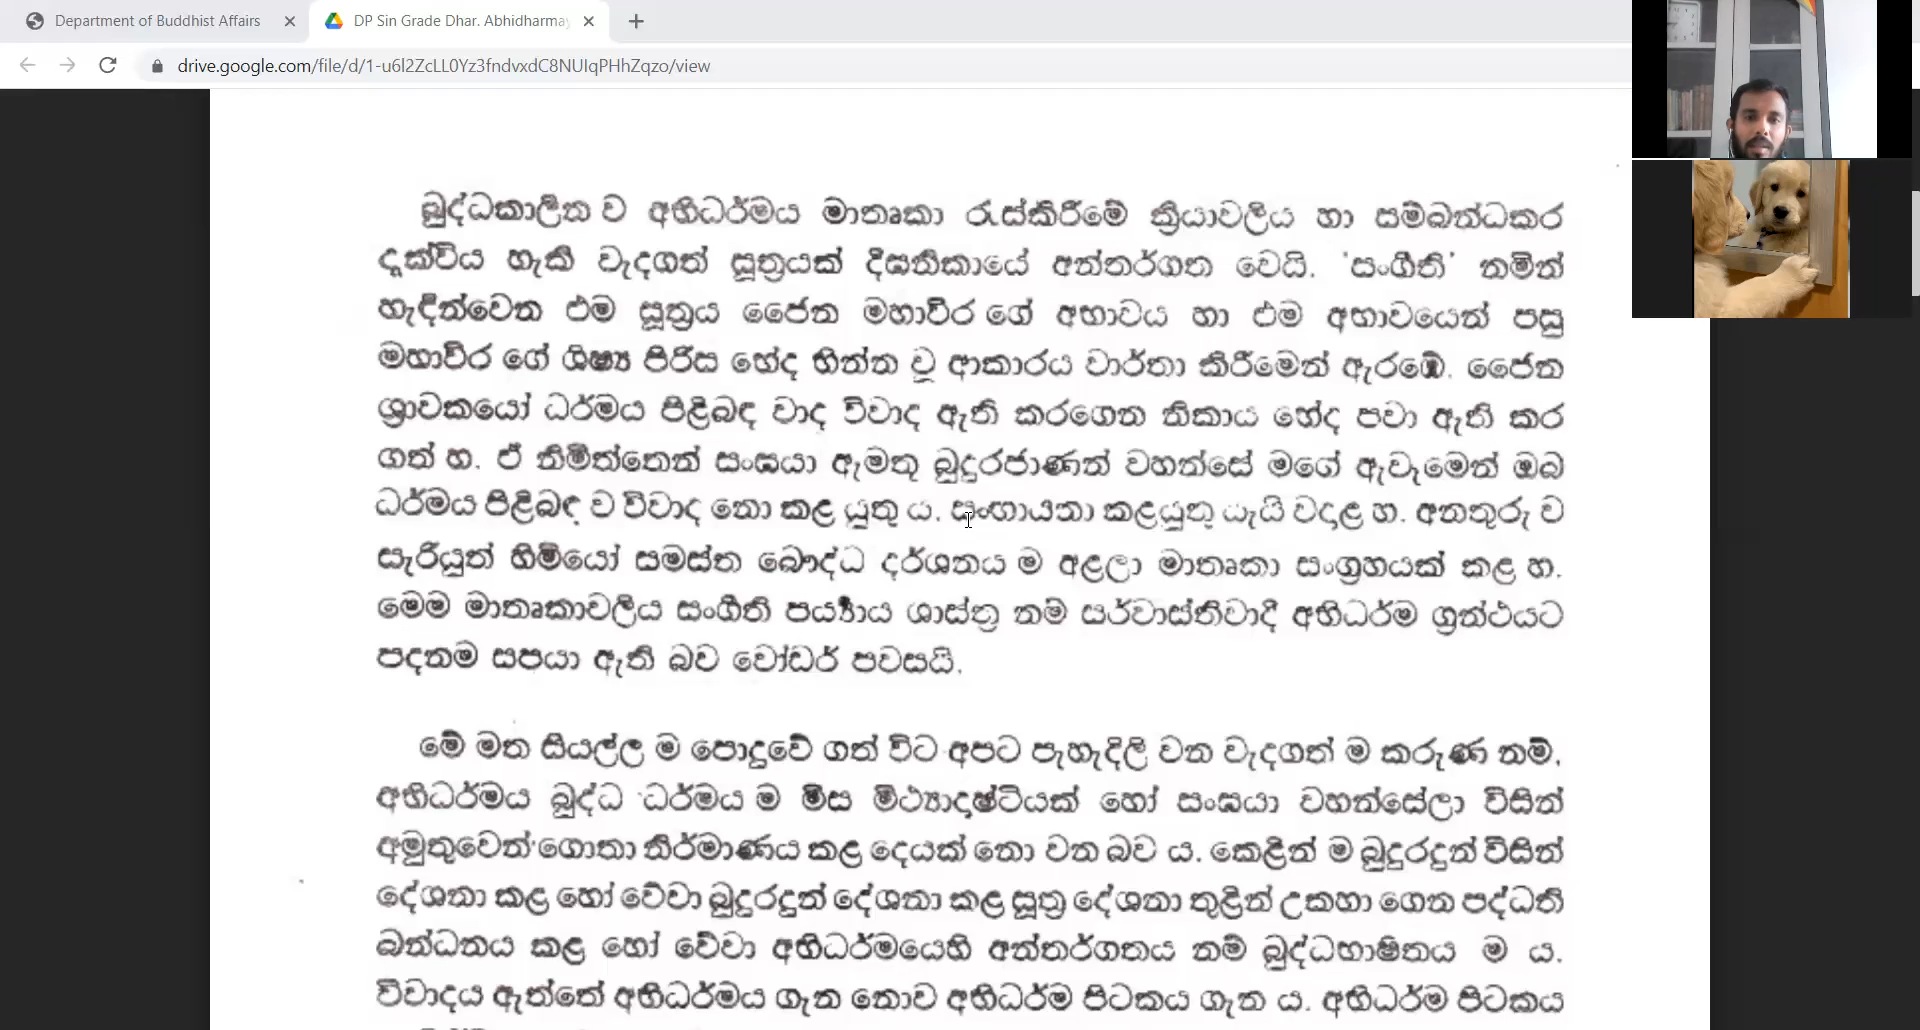 Department of Buddhist Affairs
DP Sin Grade Dhar. Abhidharmay
drive.google.com/file/d/1-u6l2ZcLL0Yz3fndvxdC8NUIqPHhZqzo/view
බුද්ධකාලීන ව අභිධර්මය මාතෘකා රැස්කිරීමේ ක්‍රියාවලිය හා සම්බන්ධකර
දැක්විය හැකි වැදගත් සූත්‍රයක් දීඝනිකායේ අන්තර්ගත වෙයි. 'සංගීති' නමින්
හැඳින්වෙන එම සූත්‍රය ජෛන මහාවීර ගේ අභාවය හා එම අභාවයෙන් පසු
මහාවීර ගේ ශිෂ්‍ය පිරිස භේද භින්න වූ ආකාරය වාර්තා කිරීමෙන් ඇරඹේ. ජෛන
ශ්‍රාවකයෝ ධර්මය පිළිබඳ වාද විවාද ඇති කරගෙන නිකාය භේද පවා ඇති කර
ගත් හ. ඒ නිමිත්තෙන් සංඝයා ඇමතූ බුදුරජාණන් වහන්සේ මගේ ඇවෑමෙන් ඔබ
ධර්මය පිළිබඳ ව විවාද නො කළ යුතු ය. සංඟායනා කළයුතු යැයි වදාළ හ. අනතුරු ව
සැරියුත් හිමියෝ සමස්ත බෞද්ධ දර්ශනය ම අළලා මාතෘකා සංග්‍රහයක් කළ හ.
මෙම මාතෘකාවලිය සංගීති පර්‍ය්‍යාය ශාස්ත්‍ර නම් සර්වාස්තිවාදී අභිධර්ම ග්‍රන්ථයට
පදනම සපයා ඇති බව වෝඩර් පවසයි.
මේ මත සියල්ල ම පොදුවේ ගත් විට අපට පැහැදිලි වන වැදගත් ම කරුණ නම්,
අභිධර්මය බුද්ධ ධර්මය ම මිස මිථ්‍යාදෘෂ්ටියක් හෝ සංඝයා වහන්සේලා විසින්
අමුතුවෙන් ගොතා නිර්මාණය කළ දෙයක් නො වන බව ය. කෙළින් ම බුදුරදුන් විසින්
දේශනා කළ හෝ වේවා බුදුරදුන් දේශනා කළ සූත්‍ර දේශනා තුළින් උකහා ගෙන පද්ධති
බන්ධනය කළ හෝ වේවා අභිධර්මයෙහි අන්තර්ගතය නම් බුද්ධභාෂිතය ම ය.
විවාදය ඇත්තේ අභිධර්මය ගැන නොව අභිධර්ම පිටකය ගැන ය. අභිධර්ම පිටකය